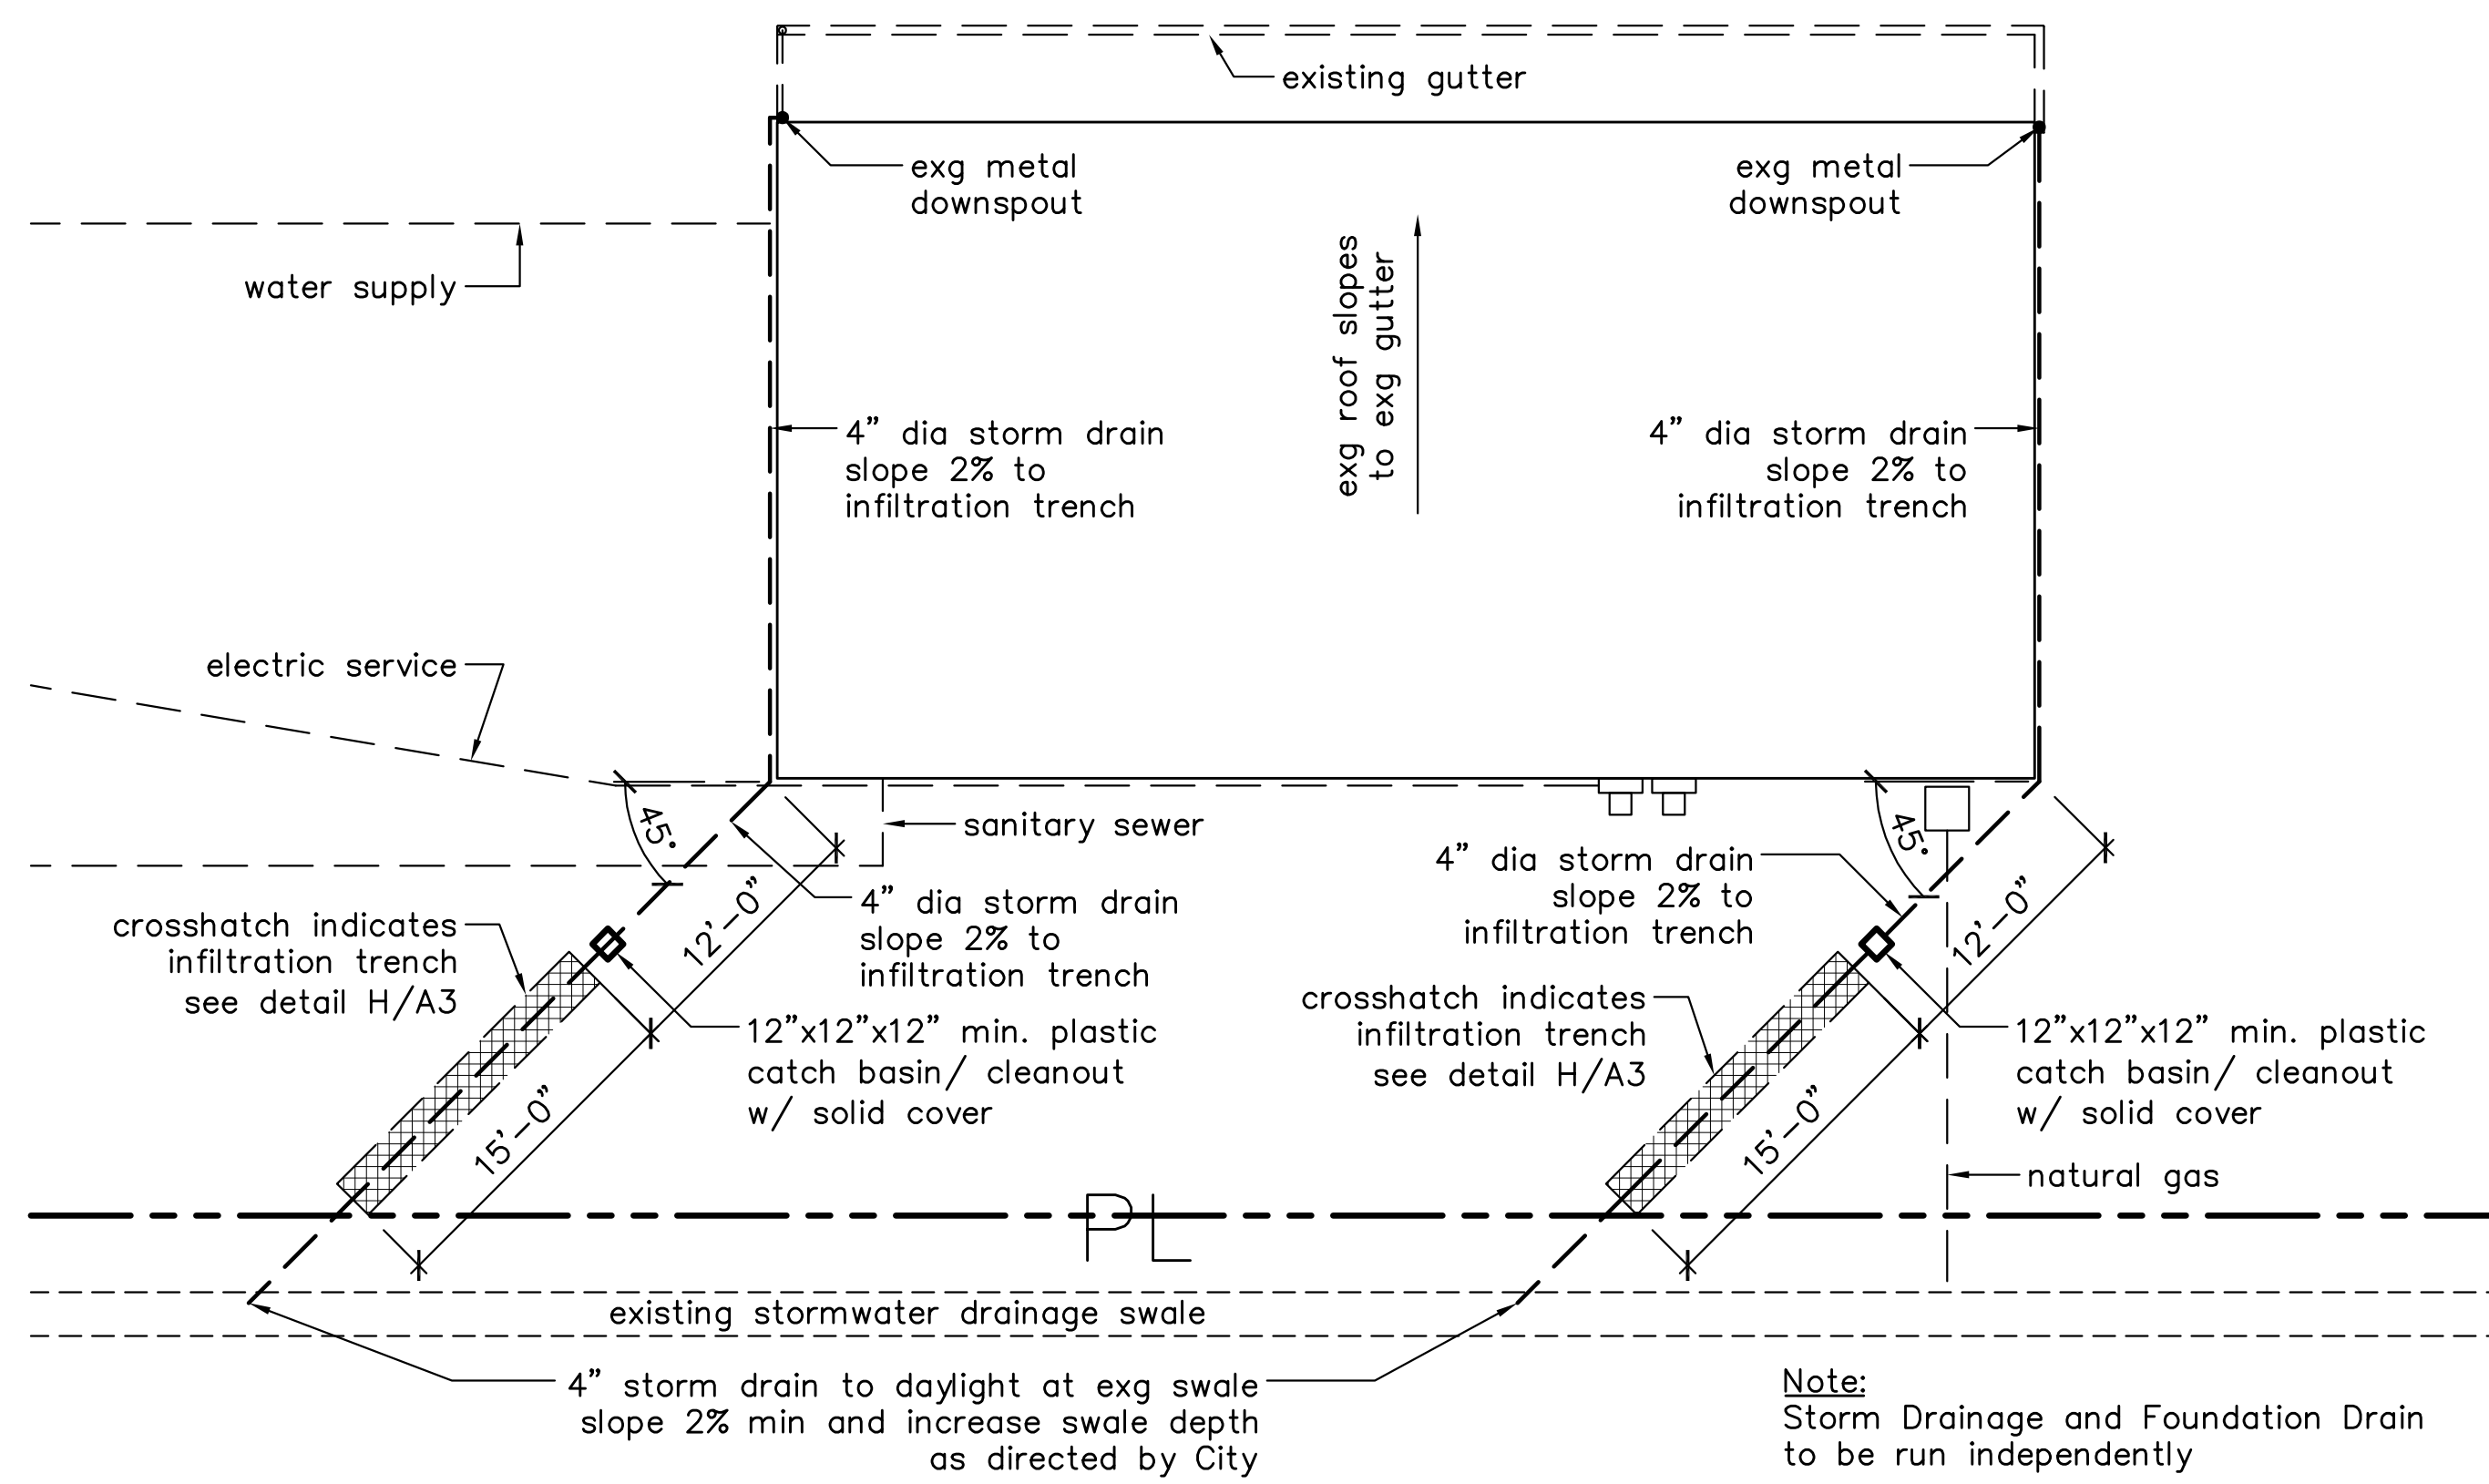 existing gutter
exg metal
downspout
exg metal
downspout
water supply
exg roof slopes
to exg gutter
4” dia storm drain
slope 2% to
infiltration trench
4” dia storm drain
slope 2% to
infiltration trench
electric service
45°
sanitary sewer
45°
4” dia storm drain
slope 2% to
infiltration trench
12’-0”
4” dia storm drain
slope 2% to
infiltration trench
12’-0”
crosshatch indicates
infiltration trench
see detail H/A3
crosshatch indicates
infiltration trench
see detail H/A3
12”x12”x12” min. plastic
catch basin/ cleanout
w/ solid cover
12”x12”x12” min. plastic
catch basin/ cleanout
w/ solid cover
15’-0”
15’-0”
natural gas
PL
existing stormwater drainage swale
4” storm drain to daylight at exg swale
slope 2% min and increase swale depth
as directed by City
Note:
Storm Drainage and Foundation Drain
to be run independently